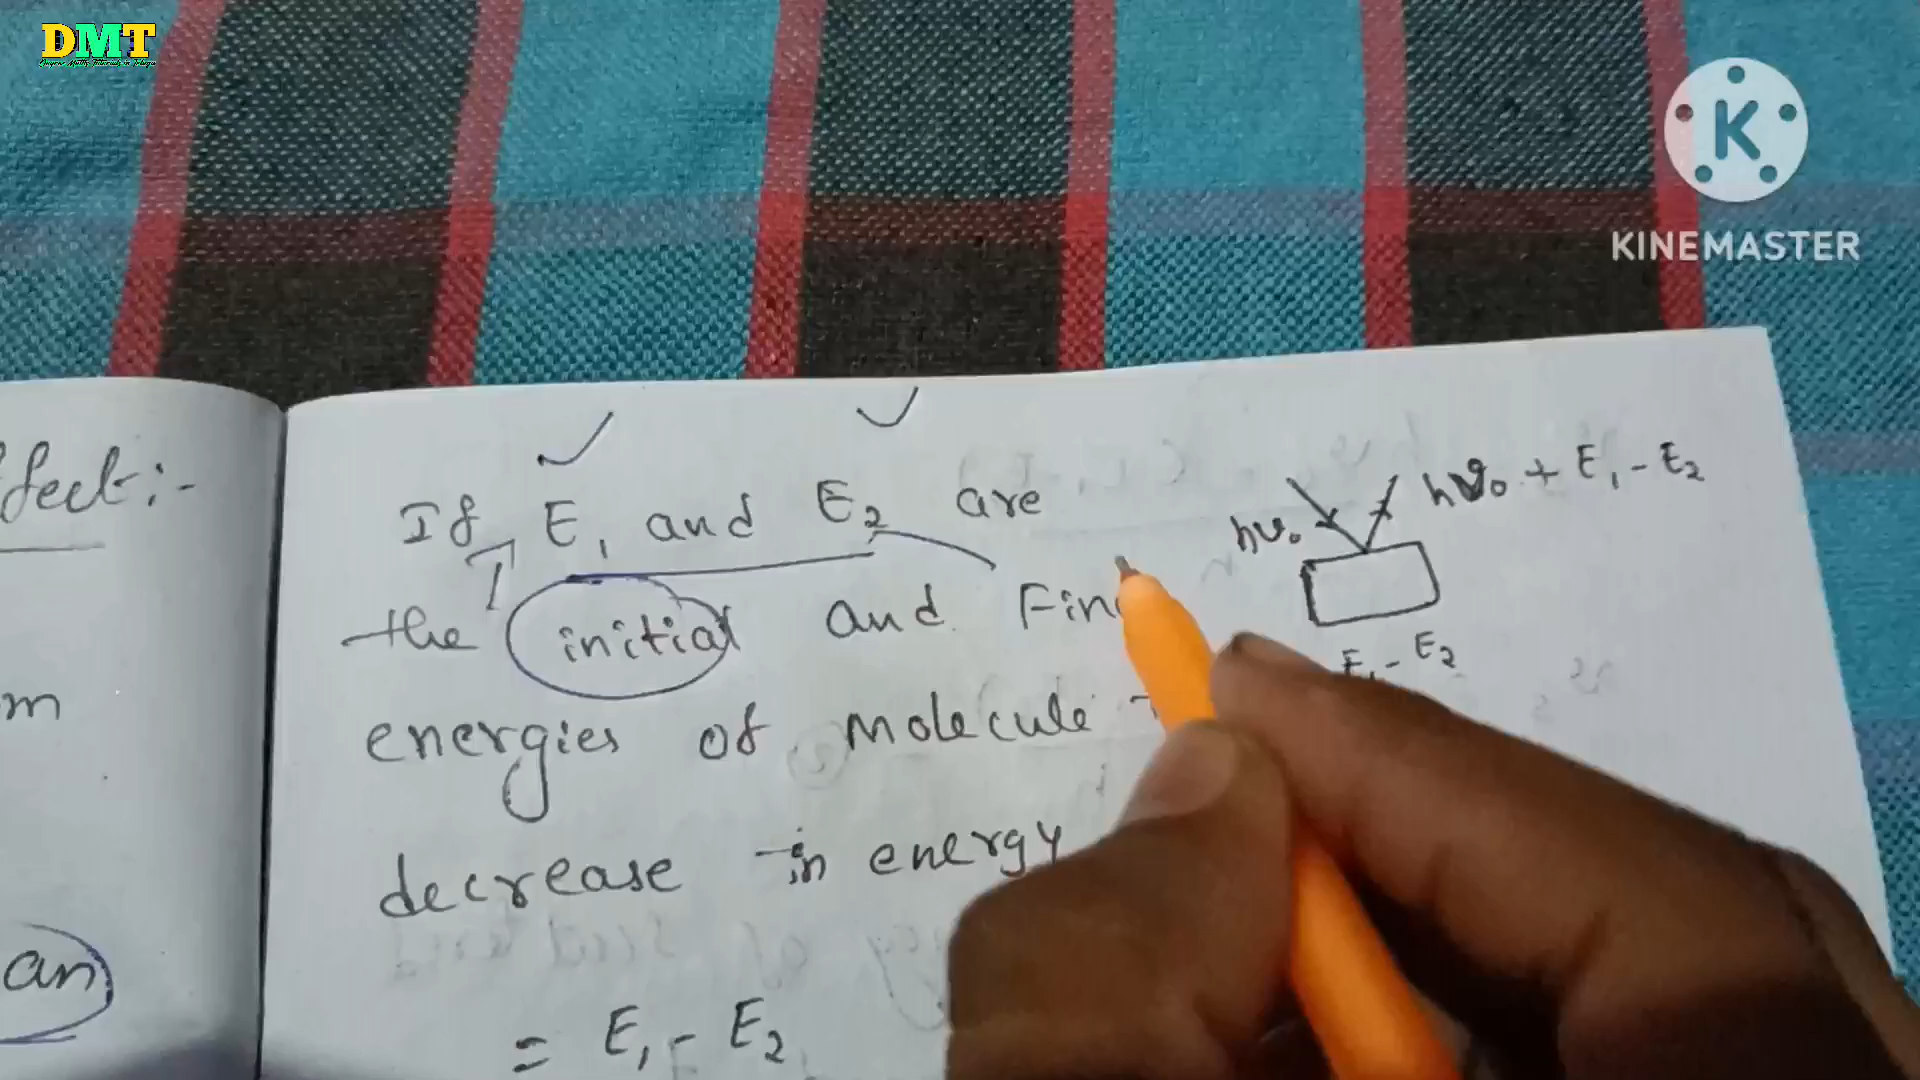 DMT
KINEMASTER
fect:-
m
an
If E1 and E2 are
the initial and Fin
energies of molecule
decrease in energy
= E1 - E2
hν0
hν0 + E1 - E2
E1 - E2